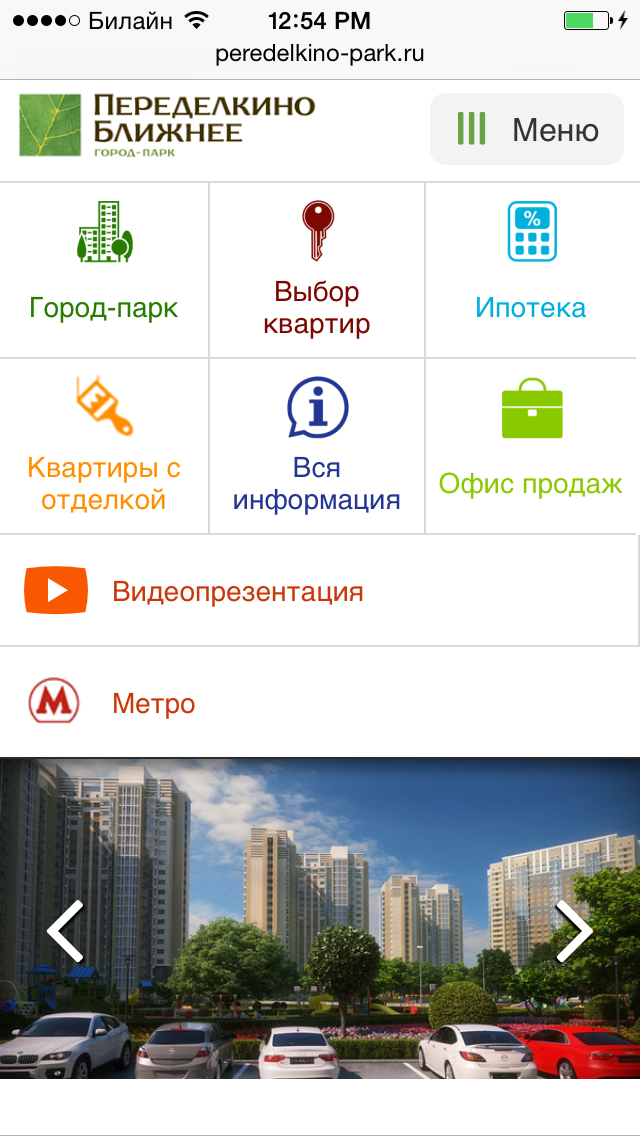 Билайн 12:54 PM
peredelkino-park.ru
ПЕРЕДЕЛКИНО
БЛИЖНЕЕ
ГОРОД-ПАРК
Меню
Город-парк
Выбор
квартир
%
Ипотека
Квартиры с
отделкой
Вся
информация
Офис продаж
Видеопрезентация
М
Метро